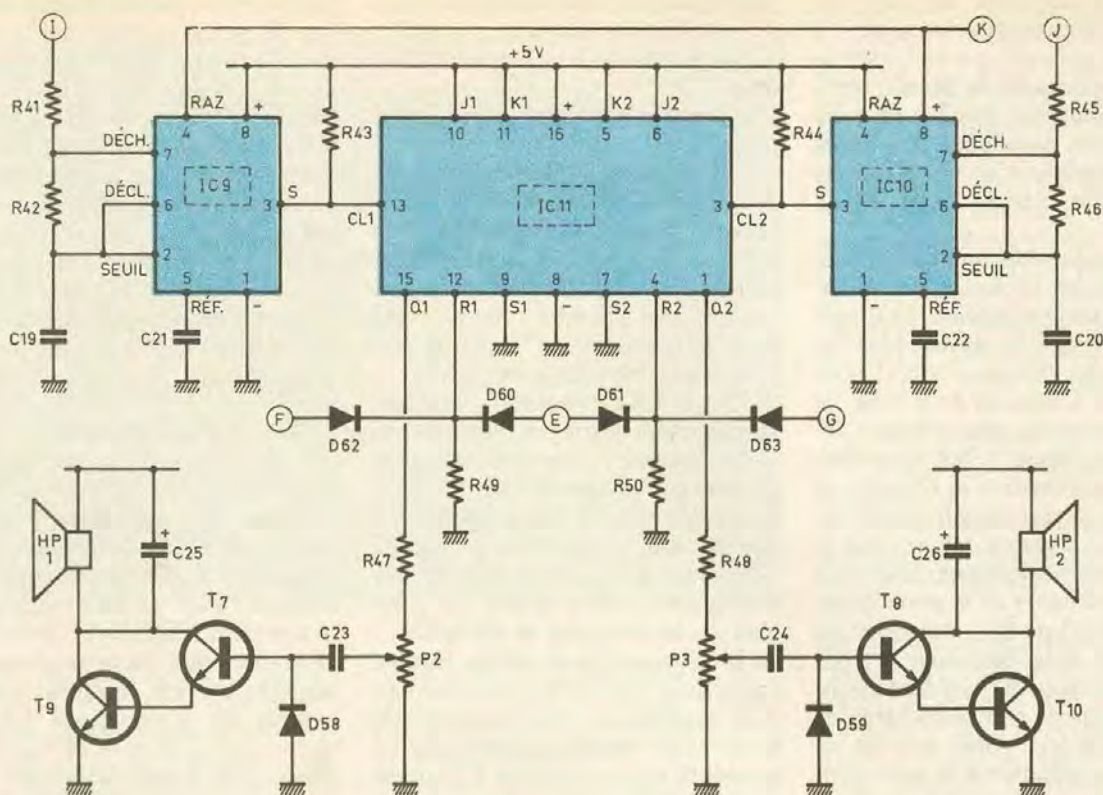 I
K
J
+5V
R41
RAZ
+
R43
J1
K1
+
K2
J2
R44
RAZ
+
R45
4
8
10
11
16
5
6
4
8
DÉCH.
7
7
DÉCH.
R42
DÉCL.
6
IC9
S
3
13
CL1
IC11
3
CL2
S
3
IC10
6
DÉCL.
R46
2
SEUIL
2
SEUIL
5
1
15
12
9
8
7
4
1
1
5
RÉF.
-
Q1
R1
S1
-
S2
R2
Q2
-
RÉF.
C19
C21
C22
C20
D60
D61
F
E
G
D62
D63
R49
R50
HP
1
C25
R47
R48
C26
HP
2
T7
T8
C23
P2
P3
C24
T9
D58
D59
T10